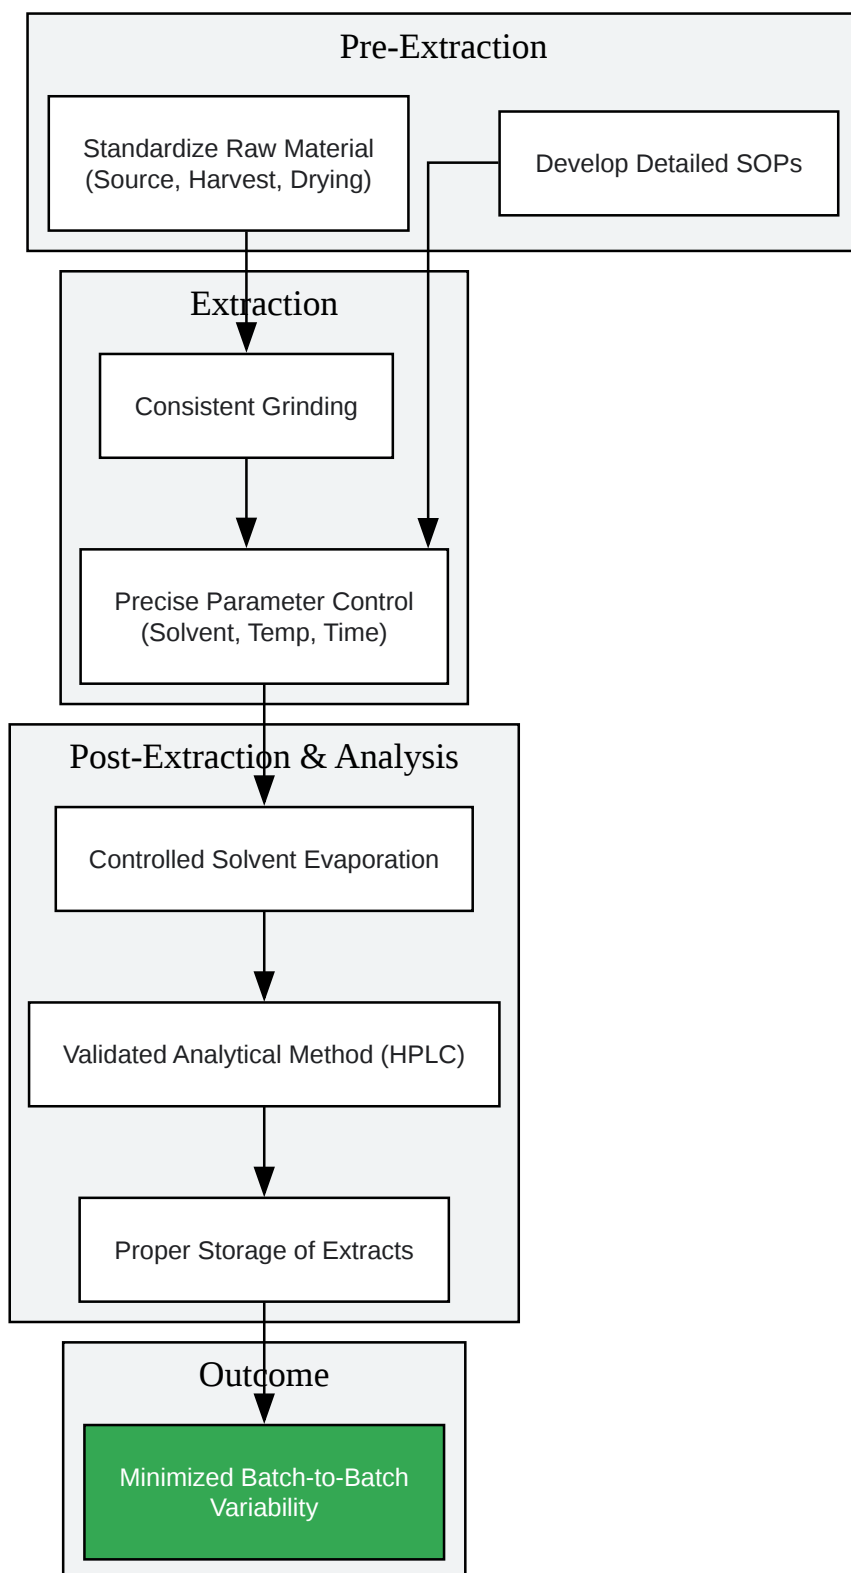 Pre-Extraction
Standardize Raw Material
(Source, Harvest, Drying)
Develop Detailed SOPs
Extraction
Consistent Grinding
Precise Parameter Control
(Solvent, Temp, Time)
Post-Extraction & Analysis
Controlled Solvent Evaporation
Validated Analytical Method (HPLC)
Proper Storage of Extracts
Outcome
Minimized Batch-to-Batch
Variability